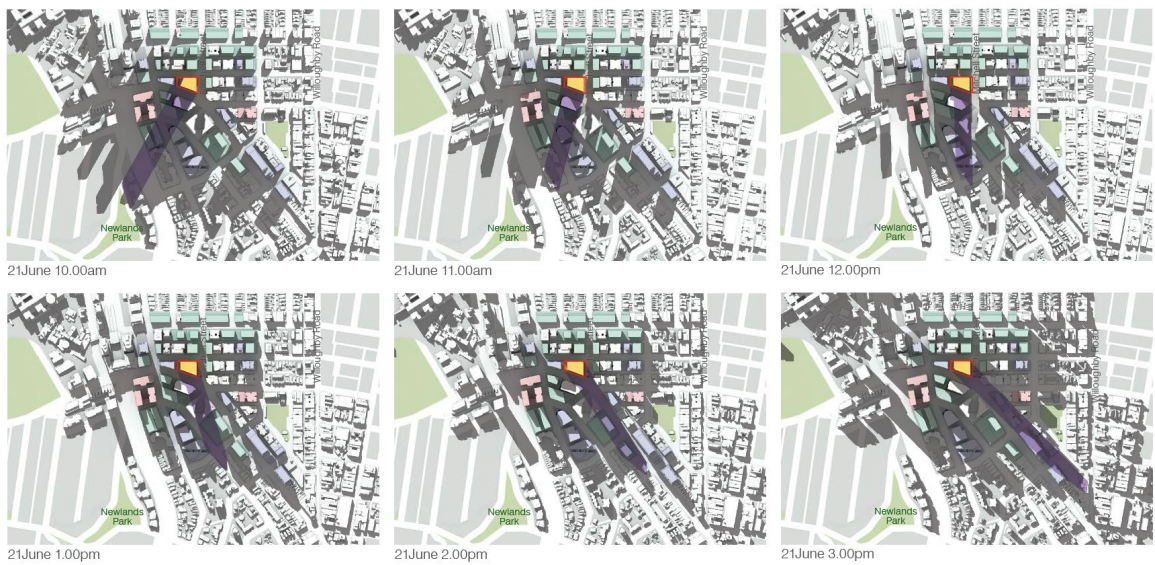 Willoughby Road
Newlands
Park
21June 10.00am
Willoughby Road
Newlands
Park
21June 11.00am
Willoughby Road
Newlands
Park
21June 12.00pm
Willoughby Road
Newlands
Park
21June 1.00pm
Willoughby Road
Newlands
Park
21June 2.00pm
Willoughby Road
Newlands
Park
21June 3.00pm